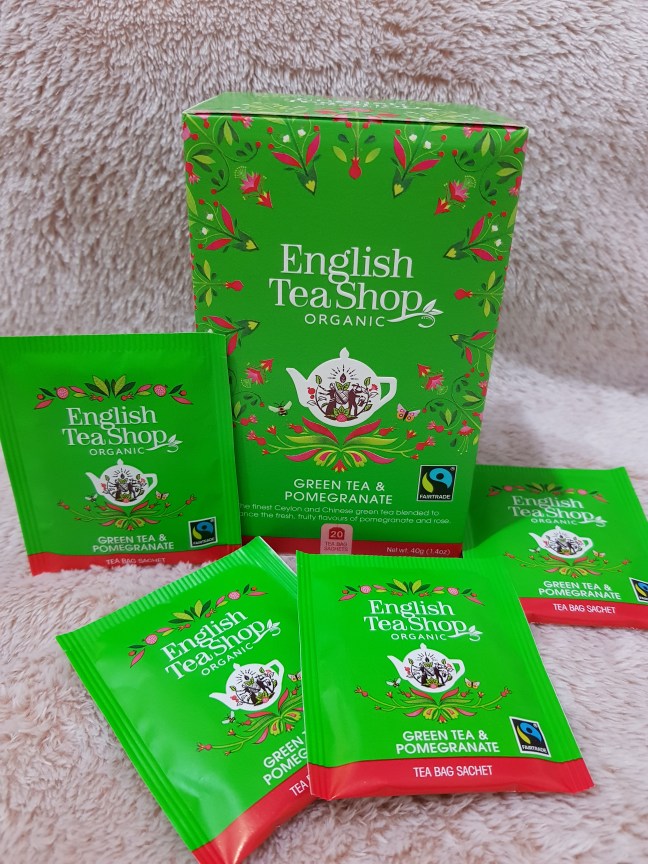 English
Tea Shop
ORGANIC
GREEN TEA &
POMEGRANATE
FAIRTRADE
finest Ceylon and Chinese green tea blended to
the fresh, fruity flavours of pomegranate and rose.
20
TEA BAG
SACHETS
Net wt. 40g (1.4oz)
English
Tea Shop
ORGANIC
GREEN TEA &
POMEGRANATE
TEA BAG SACHET
English
Tea Shop
ORGANIC
GREEN TEA &
POMEGRANATE
TEA BAG SACHET
English
Tea Shop
ORGANIC
GREEN
POMEG
TEA
English
Tea Shop
ORGANIC
GREEN TEA &
POMEGRANATE
FAIRTRADE
TEA BAG SACHET